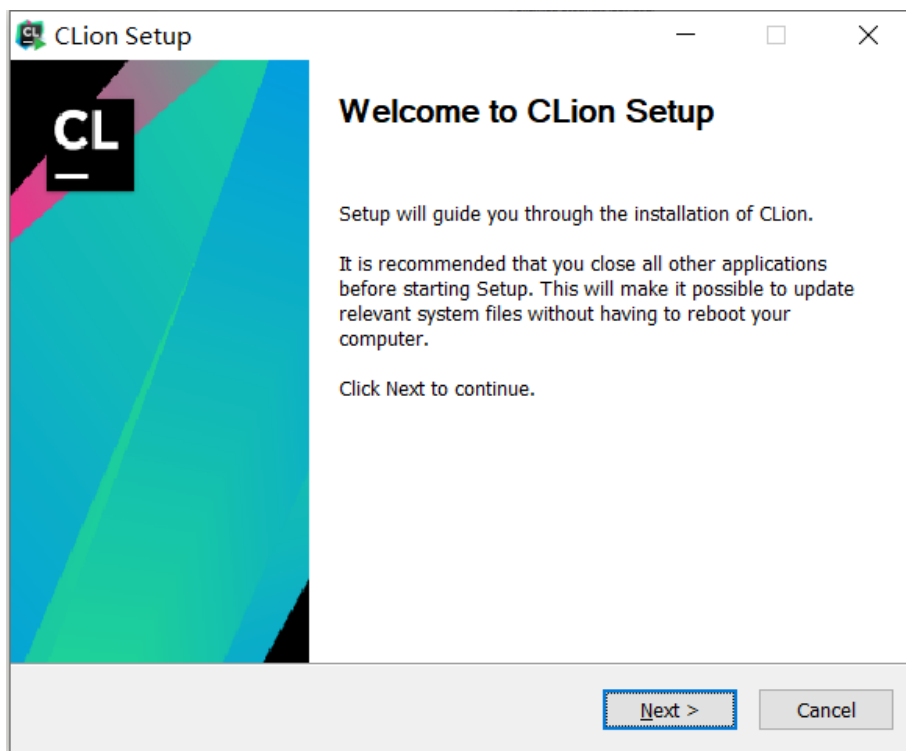 CLion Setup
CL
Welcome to CLion Setup
Setup will guide you through the installation of CLion.
It is recommended that you close all other applications
before starting Setup. This will make it possible to update
relevant system files without having to reboot your
computer.
Click Next to continue.
Next >
Cancel